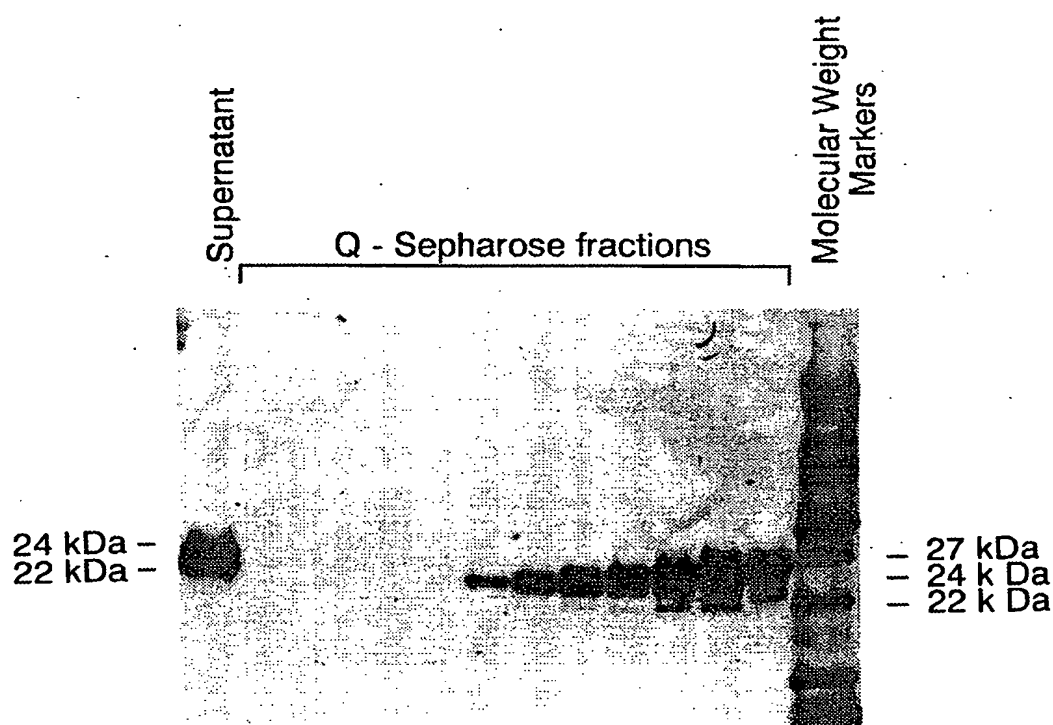 Supernatant
Q - Sepharose fractions
Molecular Weight
Markers
24 kDa –
22 kDa –
– 27 kDa
– 24 k Da
– 22 k Da